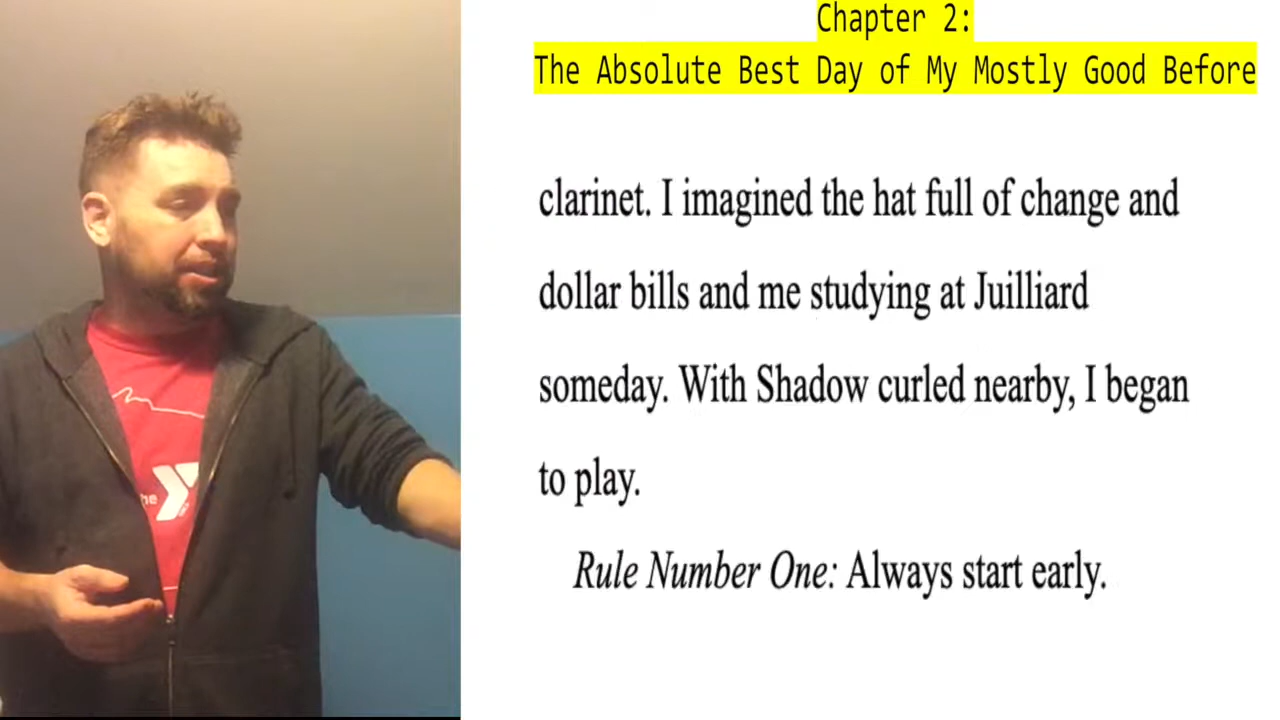 Chapter 2:
The Absolute Best Day of My Mostly Good Before
clarinet. I imagined the hat full of change and
dollar bills and me studying at Juilliard
someday. With Shadow curled nearby, I began
to play.
Rule Number One: Always start early.
the Y